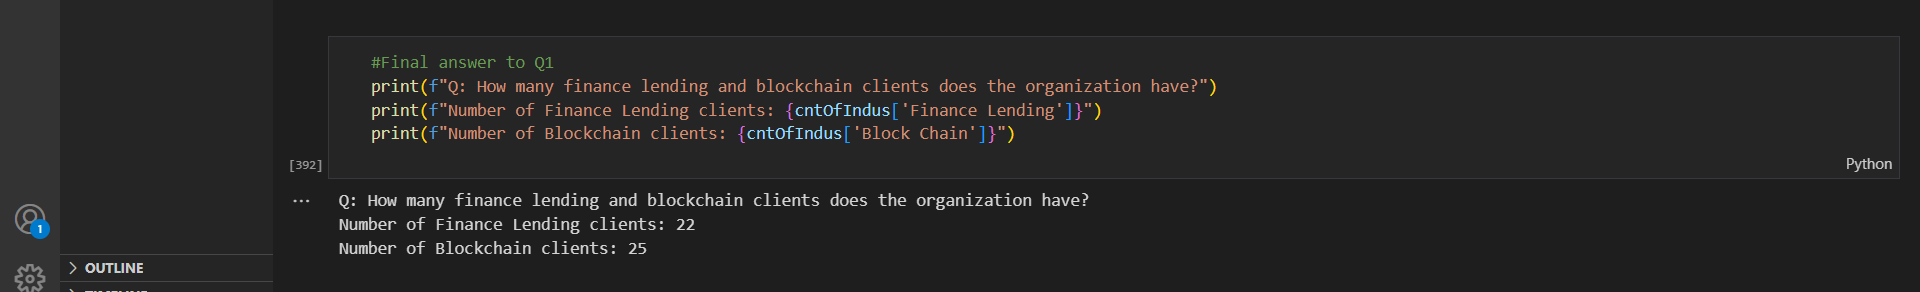 #Final answer to Q1
print(f"Q: How many finance lending and blockchain clients does the organization have?")
print(f"Number of Finance Lending clients: {cntOfIndus['Finance Lending']}")
print(f"Number of Blockchain clients: {cntOfIndus['Block Chain']}")
[392]
Python
... Q: How many finance lending and blockchain clients does the organization have?
Number of Finance Lending clients: 22
Number of Blockchain clients: 25
1
OUTLINE
TIMELINE